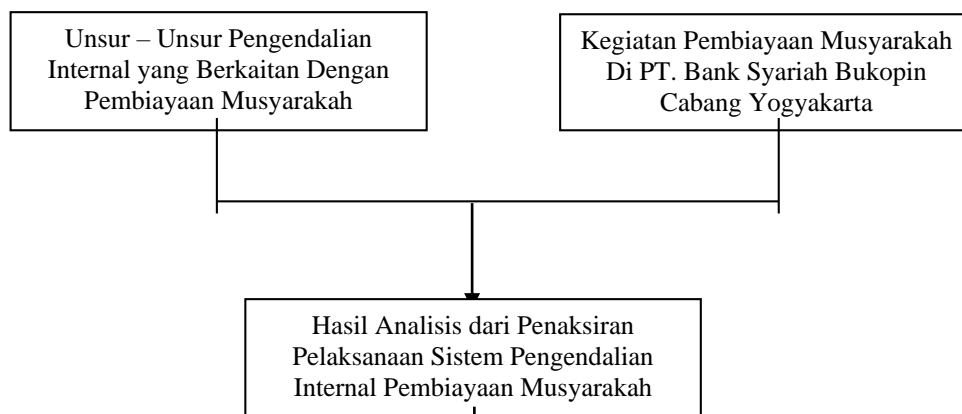 Unsur – Unsur Pengendalian
Internal yang Berkaitan Dengan
Pembiayaan Musyarakah
Kegiatan Pembiayaan Musyarakah
Di PT. Bank Syariah Bukopin
Cabang Yogyakarta
Hasil Analisis dari Penaksiran
Pelaksanaan Sistem Pengendalian
Internal Pembiayaan Musyarakah